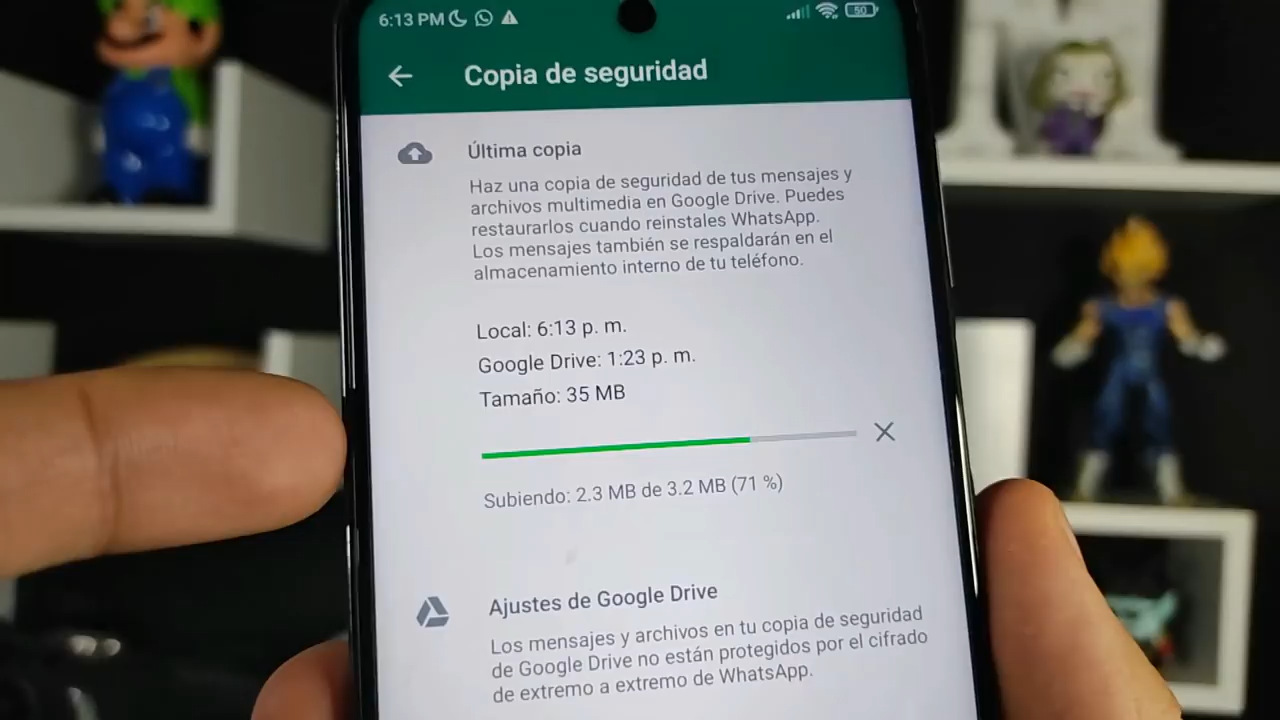 6:13 PM
50
Copia de seguridad
Última copia
Haz una copia de seguridad de tus mensajes y
archivos multimedia en Google Drive. Puedes
restaurarlos cuando reinstales WhatsApp.
Los mensajes también se respaldarán en el
almacenamiento interno de tu teléfono.
Local: 6:13 p. m.
Google Drive: 1:23 p. m.
Tamaño: 35 MB
Subiendo: 2.3 MB de 3.2 MB (71 %)
Ajustes de Google Drive
Los mensajes y archivos en tu copia de seguridad
de Google Drive no están protegidos por el cifrado
de extremo a extremo de WhatsApp.